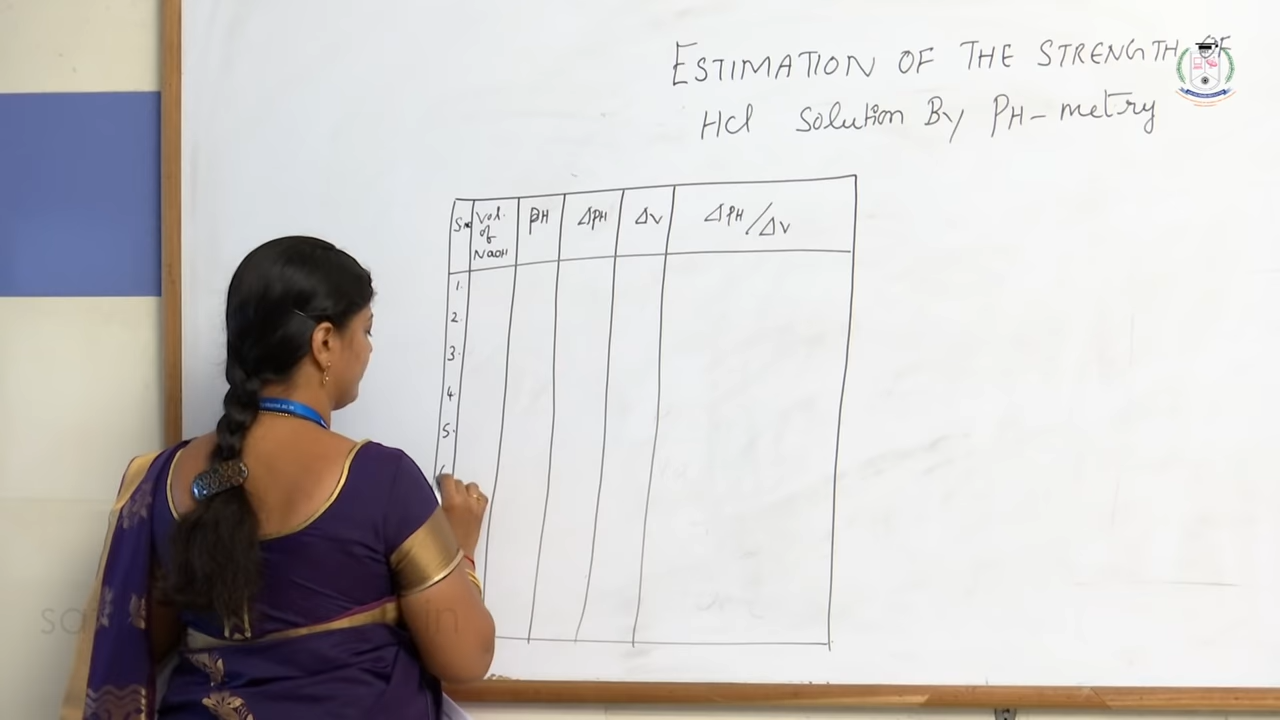 ESTIMATION OF THE STRENGTH OF
HCl Solution By PH-metry
Vol.
of
NaOH
PH
ΔPH
ΔV
ΔPH/ΔV
1.
2.
3.
4
5.